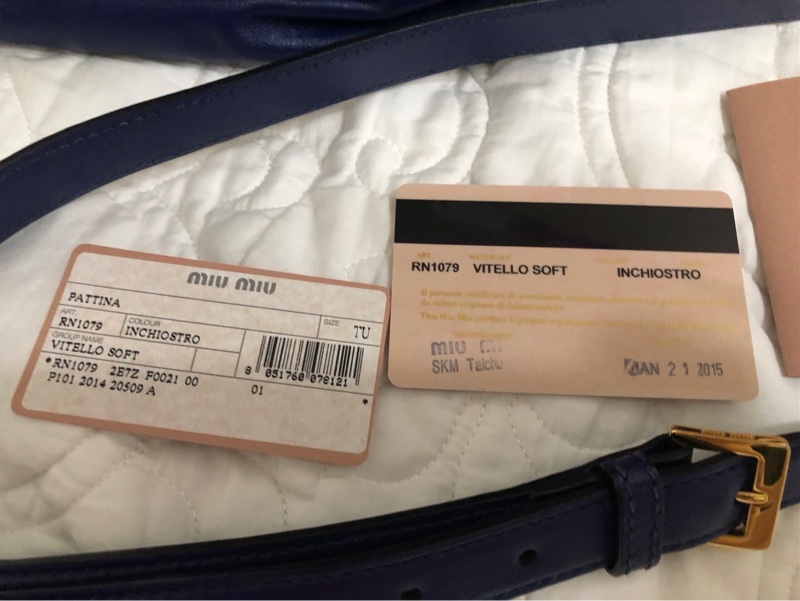 miu miu
PATTINA
ART.
RN1079
COLOUR
INCHIOSTRO
SIZE
TU
GROUP NAME
VITELLO SOFT
*RN1079 2E7Z F0021 00
P101 2014 20509 A
8 051760 078121
01
*
RN1079 VITELLO SOFT INCHIOSTRO
miu
SKM Taichu
JAN 21 2015